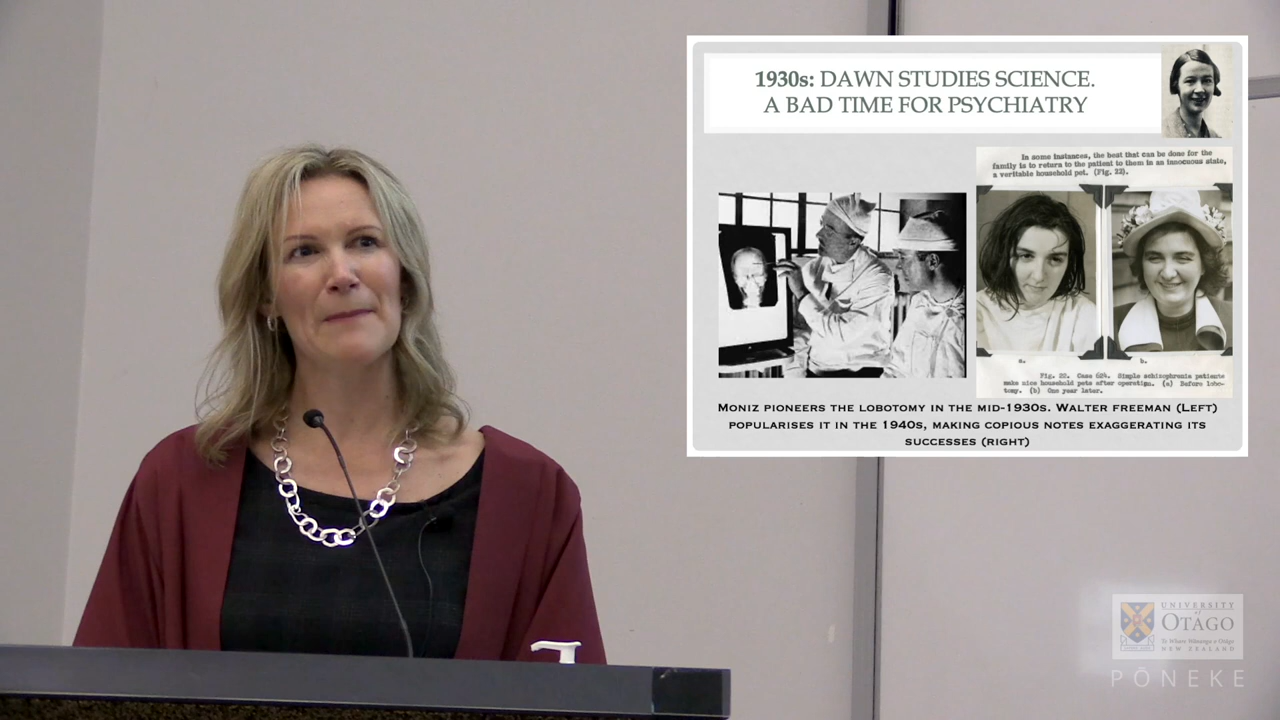 1930s: DAWN STUDIES SCIENCE.
A BAD TIME FOR PSYCHIATRY
In some instances, the best that can be done for the
family is to return to the patient to them in an innocuous state,
a veritable household pet. (Fig. 22).
a.
b.
Fig. 22. Case 624. Simple schizophrenia patients
make nice household pets after operation. (a) Before lobo-
tomy. (b) One year later.
MONIZ PIONEERS THE LOBOTOMY IN THE MID-1930S. WALTER FREEMAN (LEFT)
POPULARISES IT IN THE 1940S, MAKING COPIOUS NOTES EXAGGERATING ITS
SUCCESSES (RIGHT)
UNIVERSITY
of
OTAGO
Te Whare Wānanga o Otāgo
NEW ZEALAND
PŌNEKE